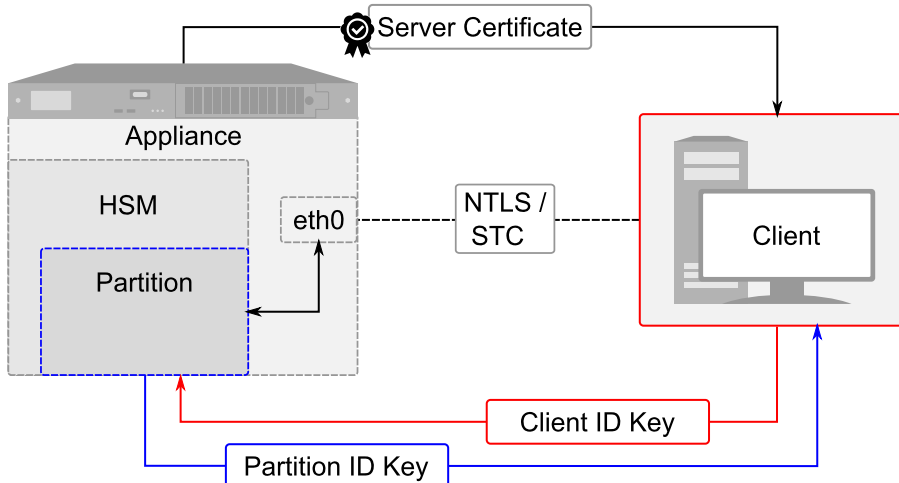 Server Certificate
Appliance
HSM
eth0
NTLS /
STC
Client
Partition
Client ID Key
Partition ID Key